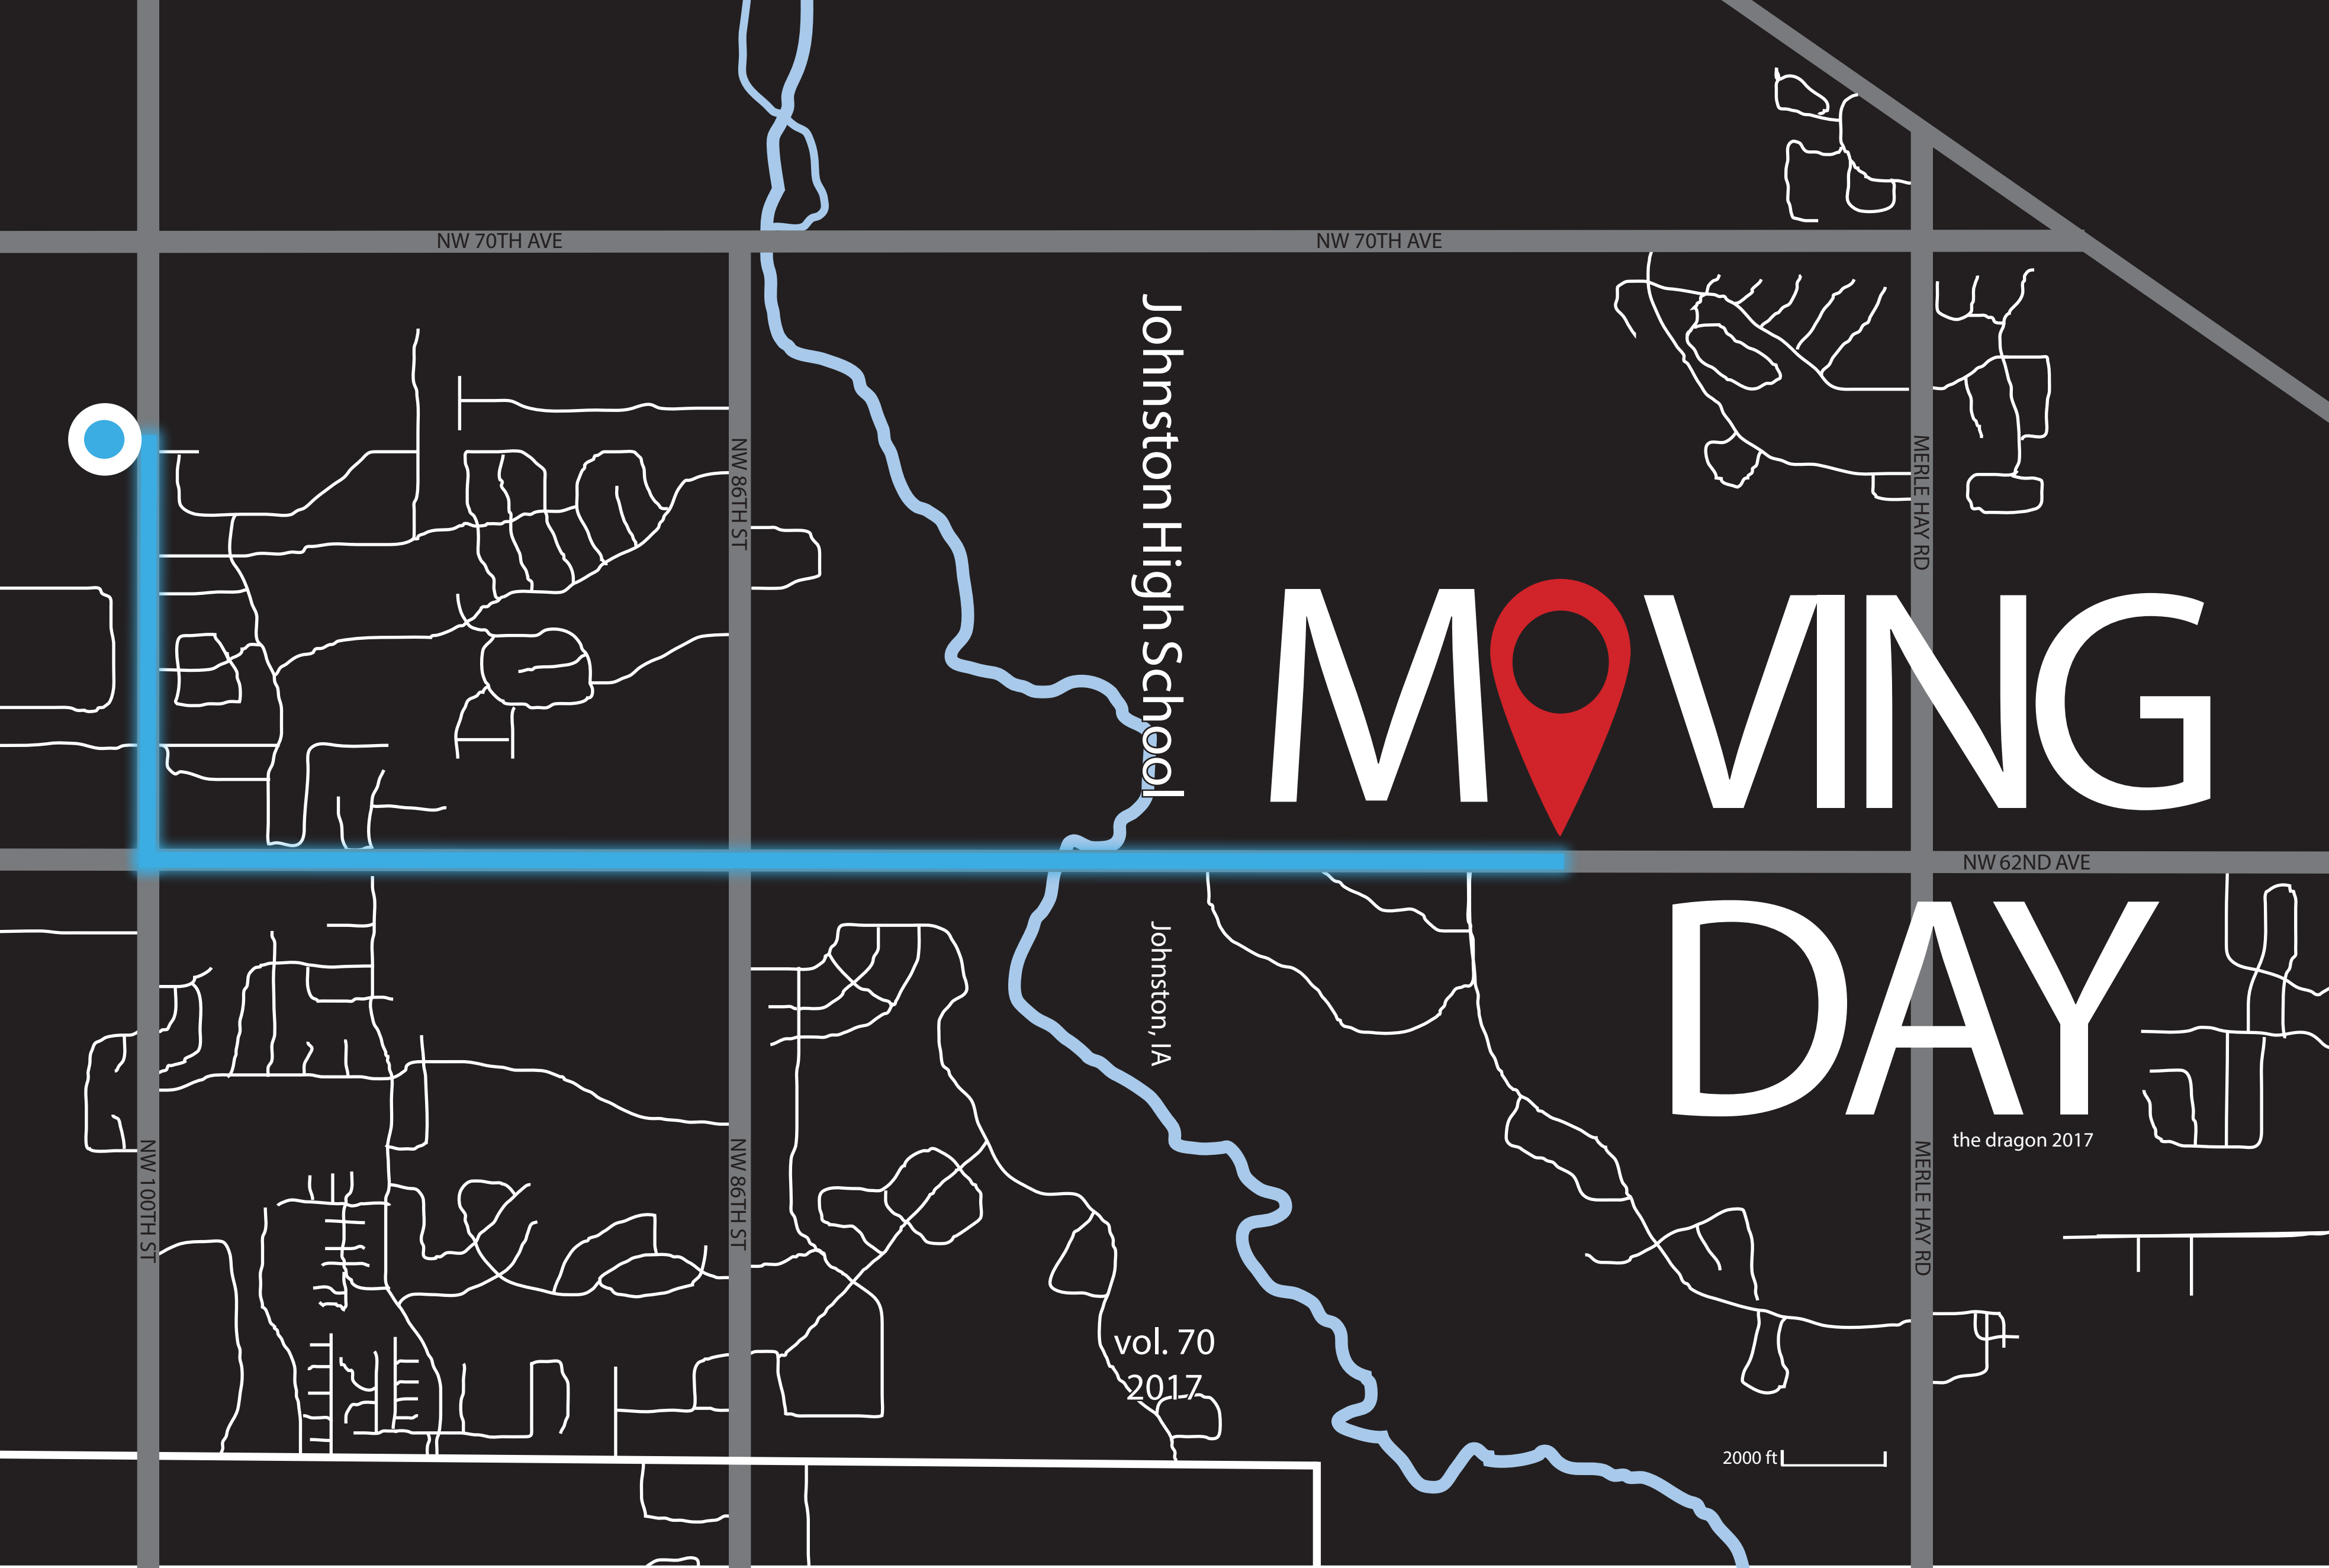 NW 70TH AVE
NW 70TH AVE
NW 86TH ST
Johnston High School
MERLE HAY RD
MOVING
NW 62ND AVE
DAY
Johnston, IA
the dragon 2017
NW 100TH ST
NW 86TH ST
MERLE HAY RD
vol. 70
2017
2000 ft